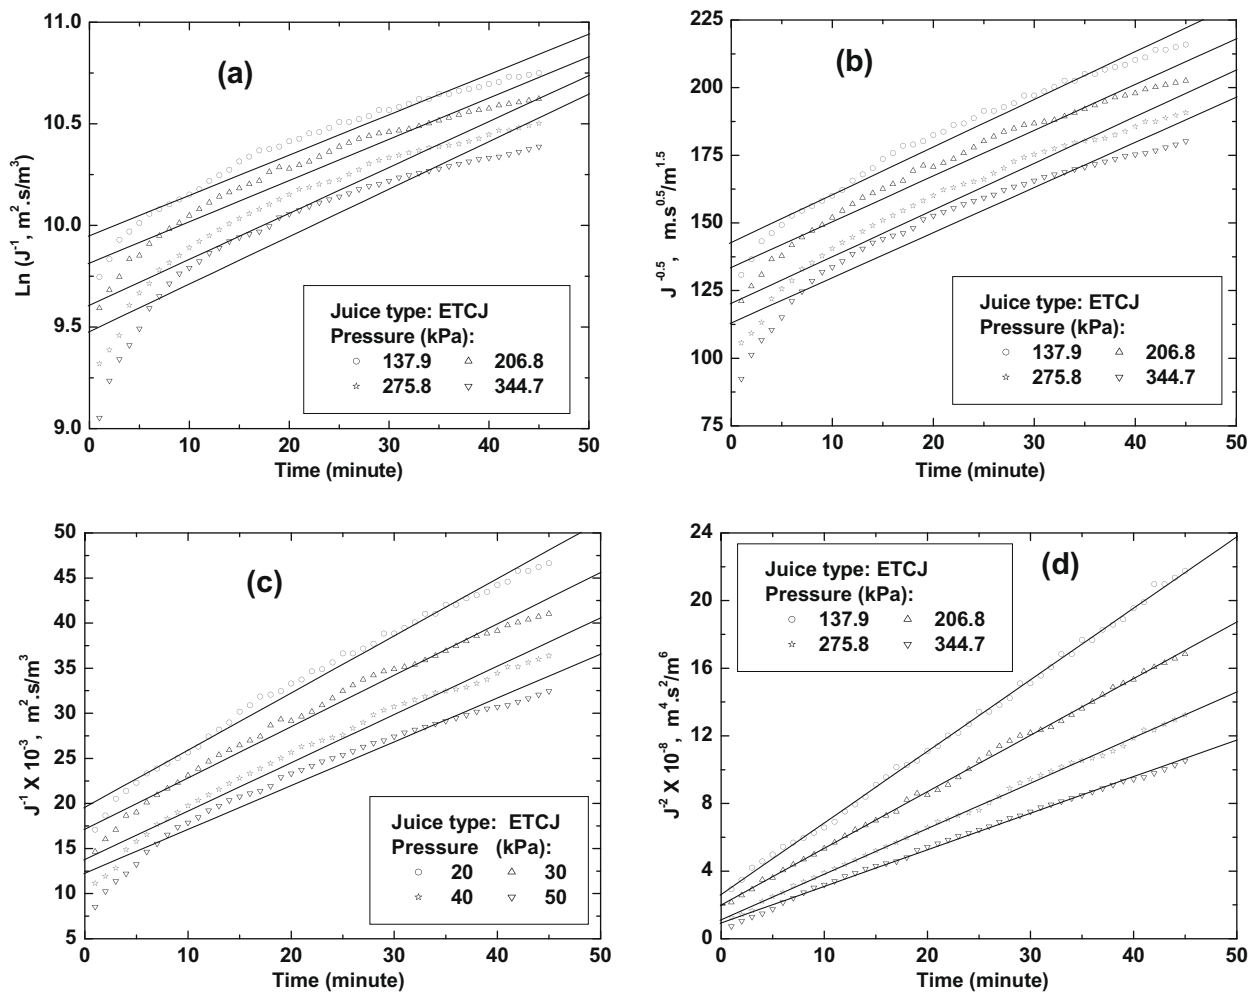 (a)
Ln (J⁻¹, m².s/m³)
11.0
10.5
10.0
9.5
9.0
Juice type: ETCJ
Pressure (kPa):
○ 137.9 △ 206.8
☆ 275.8 ▽ 344.7
0 10 20 30 40 50
Time (minute)
(b)
J⁻⁰·⁵, m.s⁰·⁵/m¹·⁵
225
200
175
150
125
100
75
Juice type: ETCJ
Pressure (kPa):
○ 137.9 △ 206.8
☆ 275.8 ▽ 344.7
0 10 20 30 40 50
Time (minute)
(c)
J⁻¹ X 10⁻³, m².s/m³
50
45
40
35
30
25
20
15
10
5
Juice type: ETCJ
Pressure (kPa):
○ 20 △ 30
☆ 40 ▽ 50
0 10 20 30 40 50
Time (minute)
(d)
J⁻² X 10⁻⁸, m⁴.s²/m⁶
24
20
16
12
8
4
0
Juice type: ETCJ
Pressure (kPa):
○ 137.9 △ 206.8
☆ 275.8 ▽ 344.7
0 10 20 30 40 50
Time (minute)